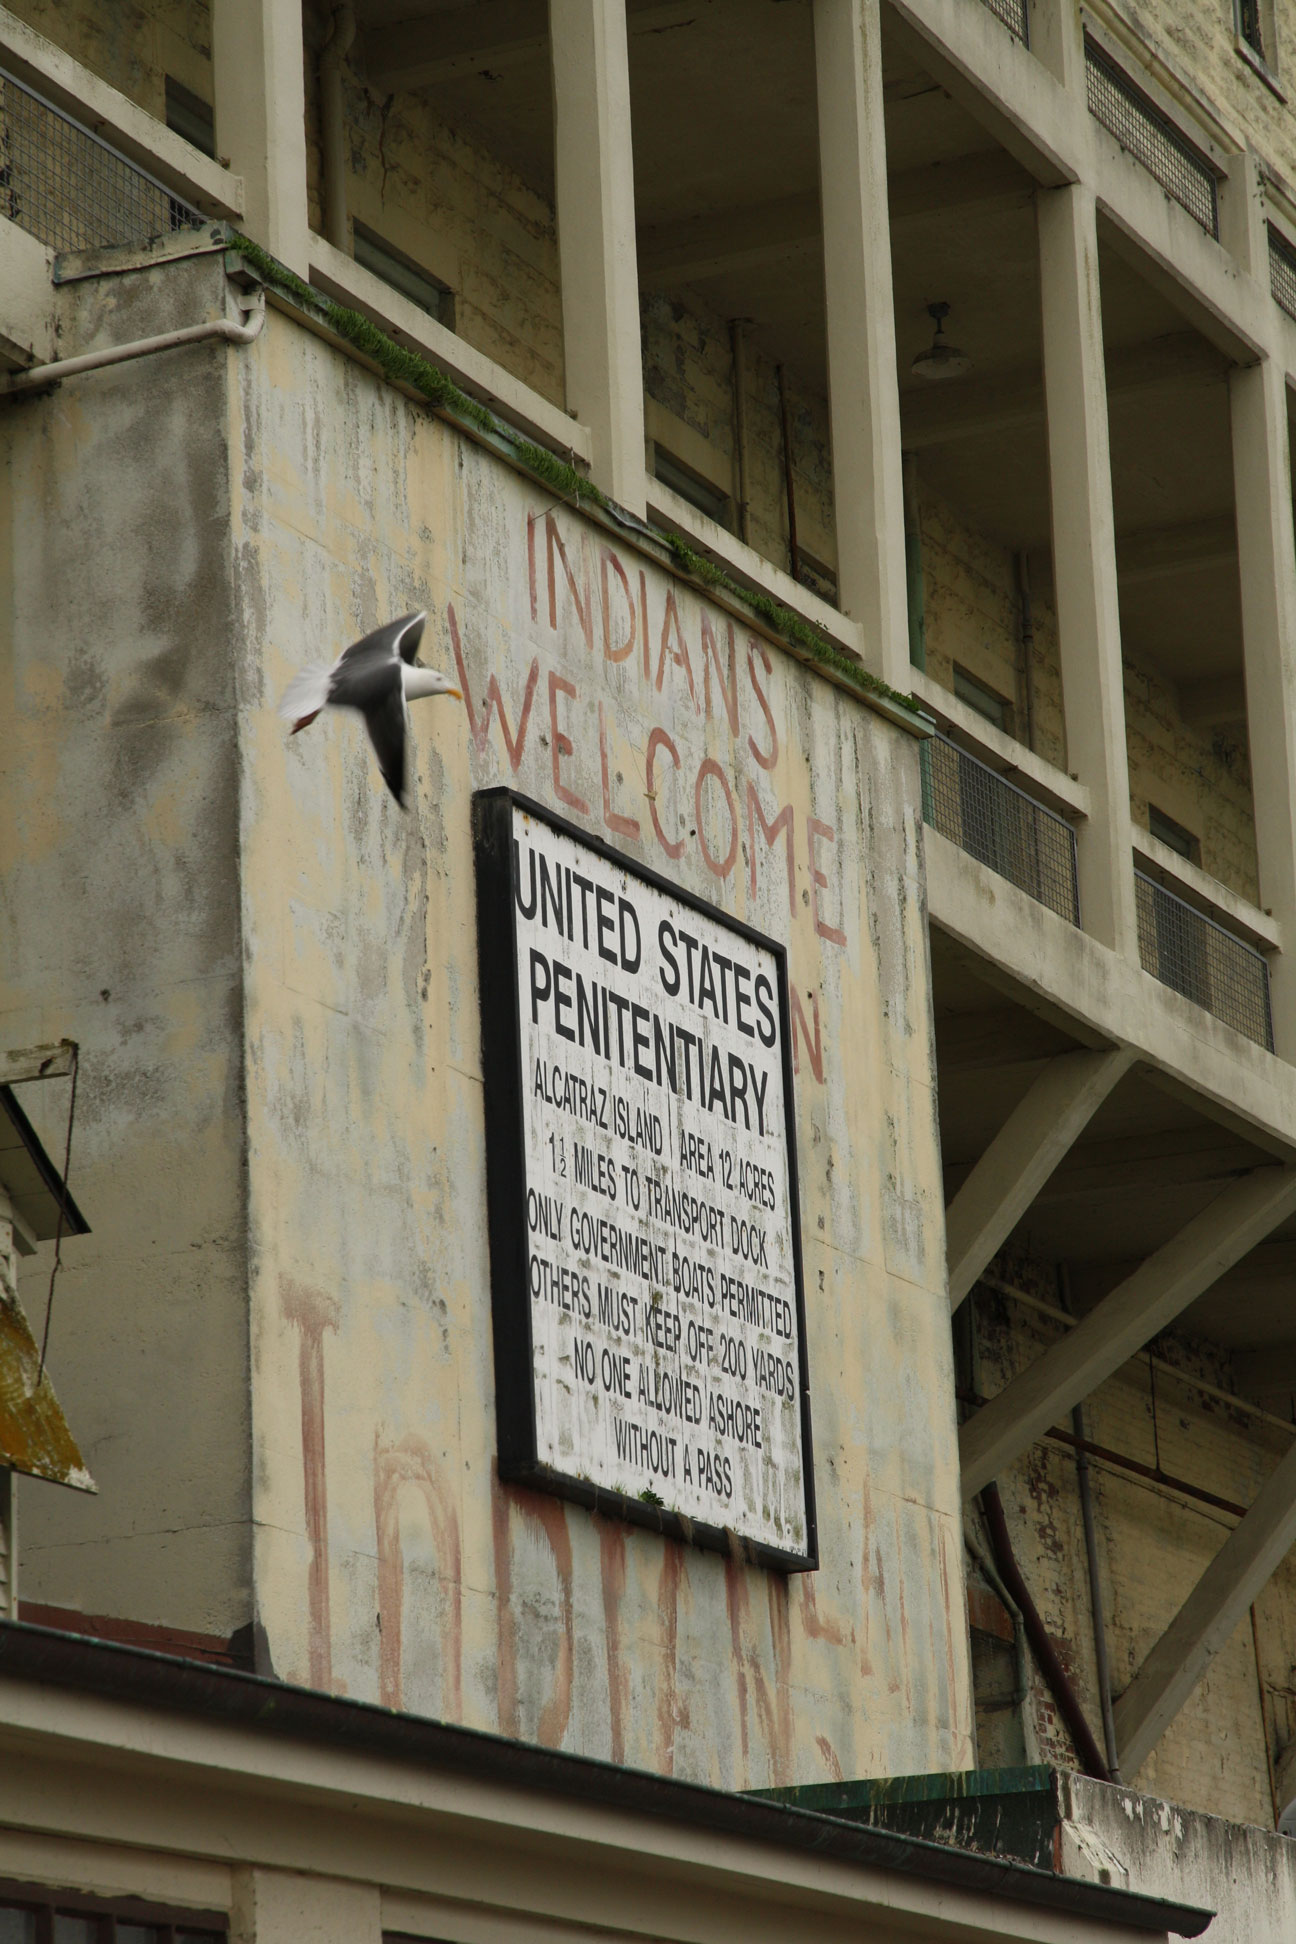 INDIANS
WELCOME
UNITED STATES
PENITENTIARY
N
ALCATRAZ ISLAND AREA 12 ACRES
1½ MILES TO TRANSPORT DOCK
ONLY GOVERNMENT BOATS PERMITTED
OTHERS MUST KEEP OFF 200 YARDS
NO ONE ALLOWED ASHORE
WITHOUT A PASS